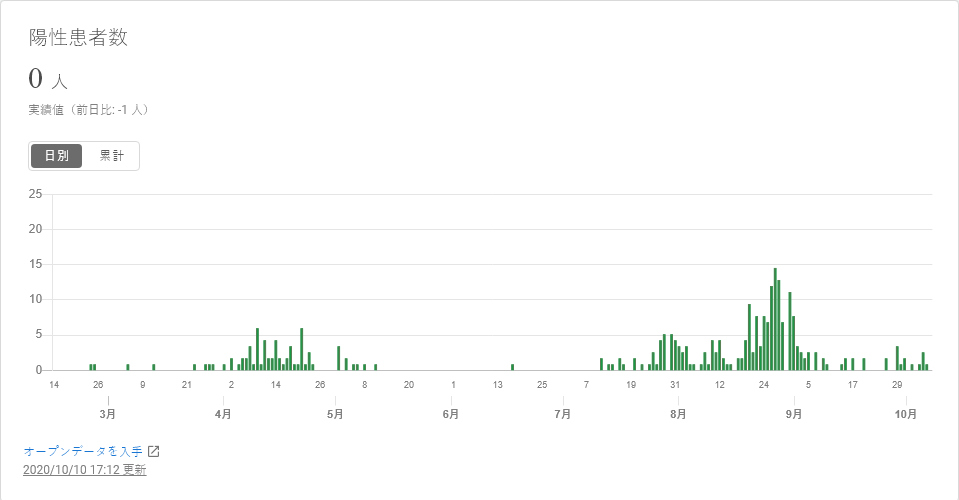 陽性患者数
0 人
実績値（前日比: -1 人）
日別 累計
25
20
15
10
5
0
14 26 9 21 2 14 26 8 20 1 13 25 7 19 31 12 24 5 17 29
3月 4月 5月 6月 7月 8月 9月 10月
オープンデータを入手
2020/10/10 17:12 更新